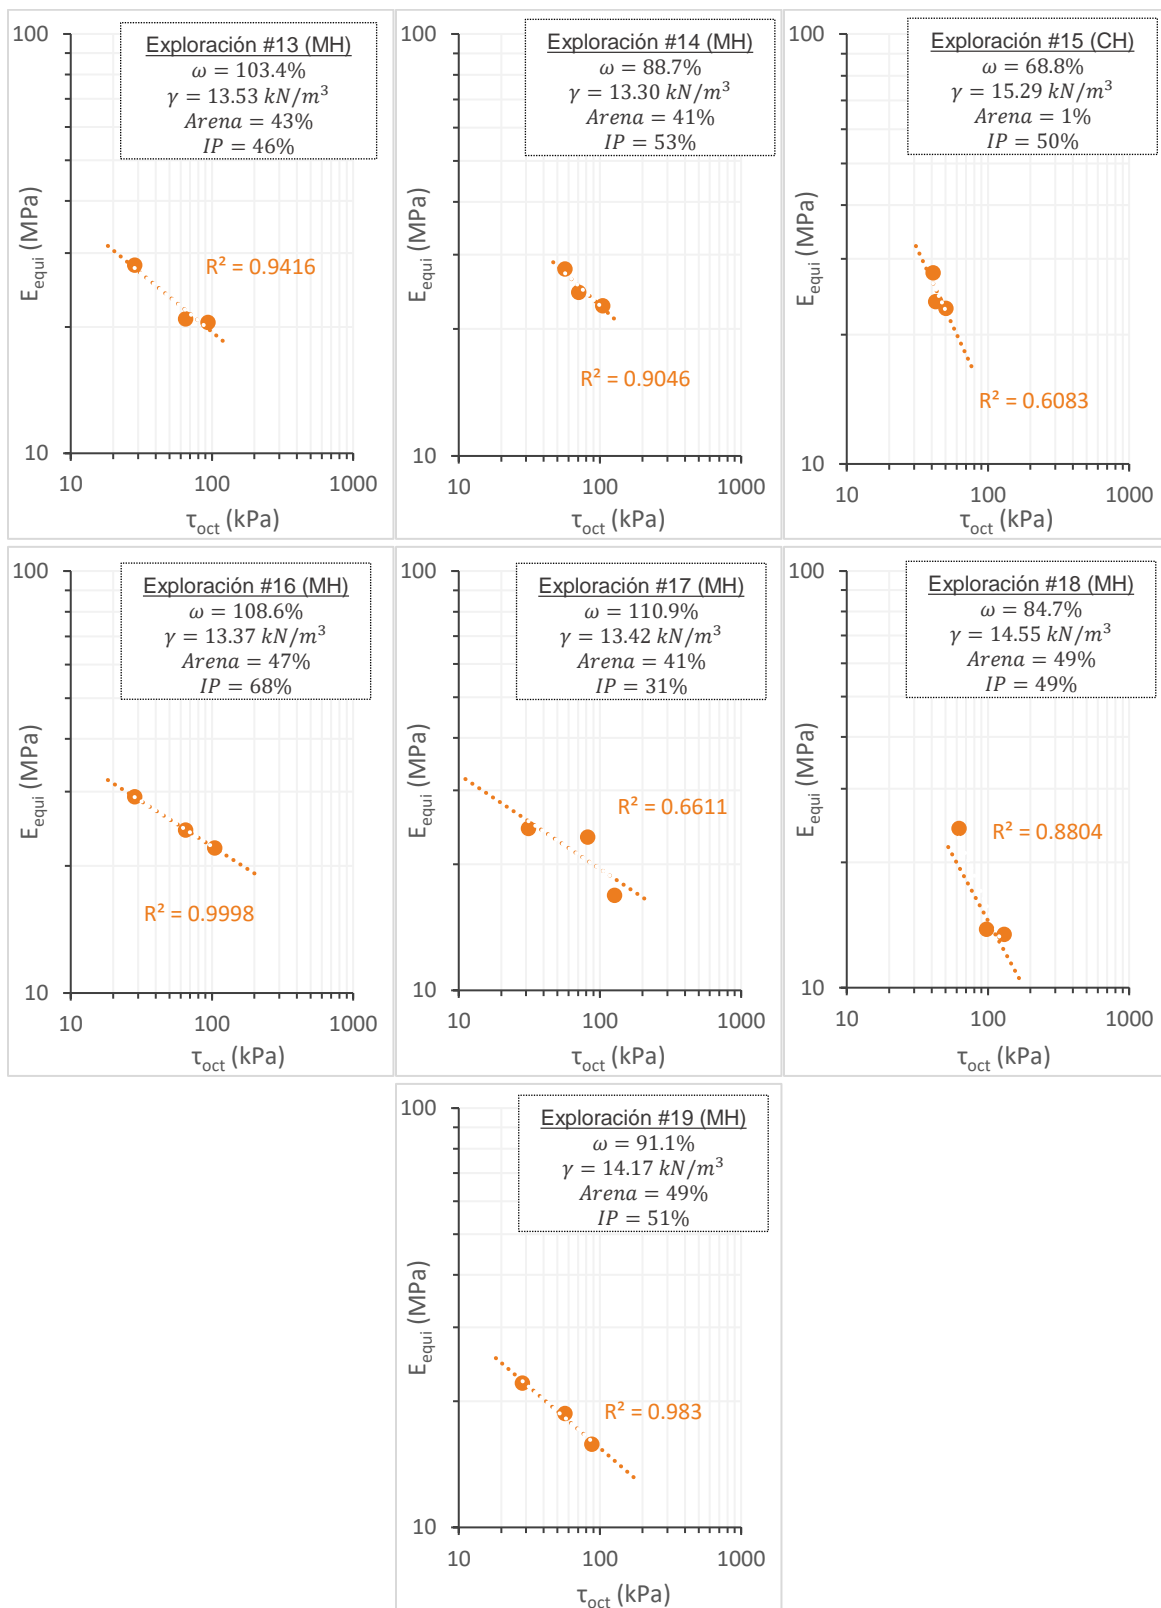 Exploración #13 (MH)
ω = 103.4%
γ = 13.53 kN/m³
Arena = 43%
IP = 46%
100
E_equi (MPa)
R² = 0.9416
10
10 100 1000
τ_oct (kPa)
Exploración #14 (MH)
ω = 88.7%
γ = 13.30 kN/m³
Arena = 41%
IP = 53%
100
E_equi (MPa)
R² = 0.9046
10
10 100 1000
τ_oct (kPa)
Exploración #15 (CH)
ω = 68.8%
γ = 15.29 kN/m³
Arena = 1%
IP = 50%
100
E_equi (MPa)
R² = 0.6083
10
10 100 1000
τ_oct (kPa)
Exploración #16 (MH)
ω = 108.6%
γ = 13.37 kN/m³
Arena = 47%
IP = 68%
100
E_equi (MPa)
R² = 0.9998
10
10 100 1000
τ_oct (kPa)
Exploración #17 (MH)
ω = 110.9%
γ = 13.42 kN/m³
Arena = 41%
IP = 31%
100
E_equi (MPa)
R² = 0.6611
10
10 100 1000
τ_oct (kPa)
Exploración #18 (MH)
ω = 84.7%
γ = 14.55 kN/m³
Arena = 49%
IP = 49%
100
E_equi (MPa)
R² = 0.8804
10
10 100 1000
τ_oct (kPa)
Exploración #19 (MH)
ω = 91.1%
γ = 14.17 kN/m³
Arena = 49%
IP = 51%
100
E_equi (MPa)
R² = 0.983
10
10 100 1000
τ_oct (kPa)